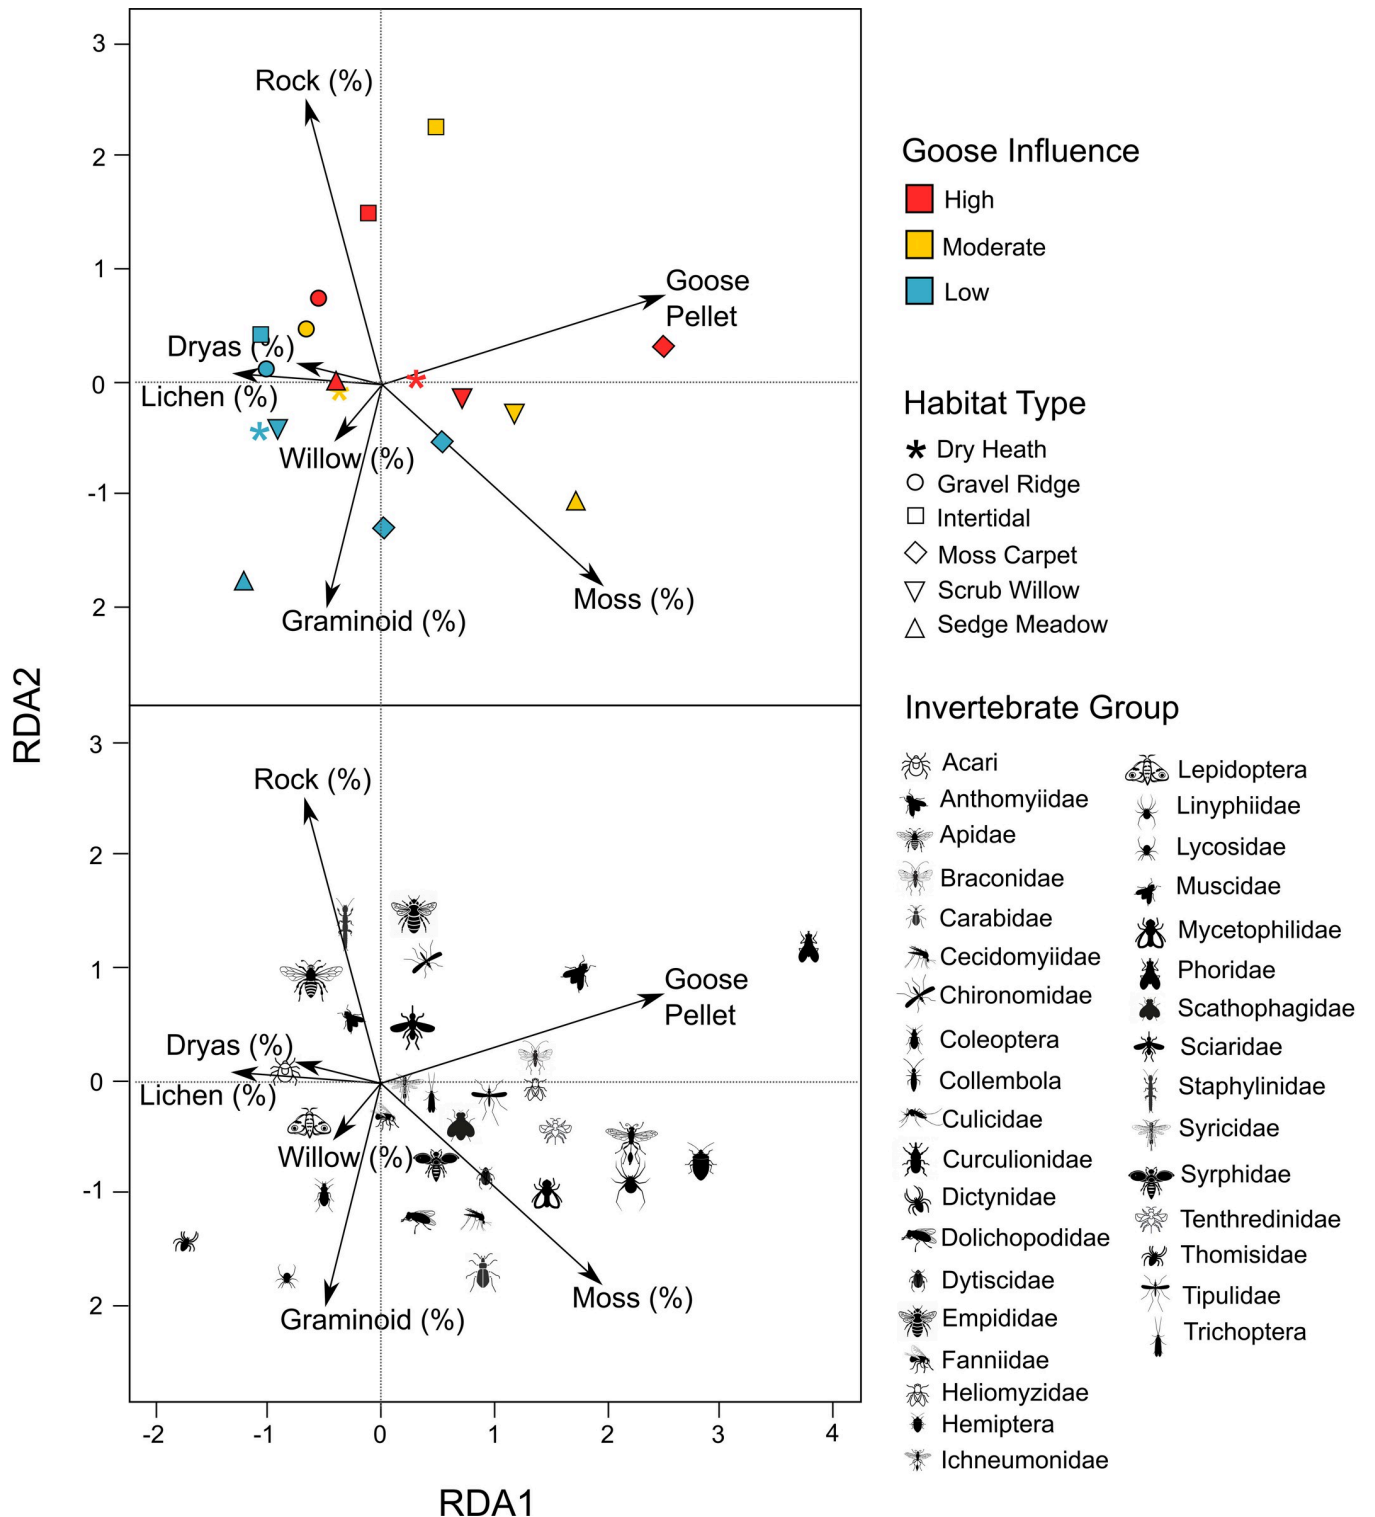 3
Rock (%)
2
1
Goose
Pellet
Dryas (%)
0
Lichen (%)
Willow (%)
-1
2
Moss (%)
Graminoid (%)
RDA2
3
Rock (%)
2
1
Goose
Pellet
Dryas (%)
0
Lichen (%)
Willow (%)
-1
Moss (%)
2
Graminoid (%)
-2 -1 0 1 2 3 4
RDA1
Goose Influence
High
Moderate
Low
Habitat Type
Dry Heath
Gravel Ridge
Intertidal
Moss Carpet
Scrub Willow
Sedge Meadow
Invertebrate Group
Acari
Anthomyiidae
Apidae
Braconidae
Carabidae
Cecidomyiidae
Chironomidae
Coleoptera
Collembola
Culicidae
Curculionidae
Dictynidae
Dolichopodidae
Dytiscidae
Empididae
Fanniidae
Heliomyzidae
Hemiptera
Ichneumonidae
Lepidoptera
Linyphiidae
Lycosidae
Muscidae
Mycetophilidae
Phoridae
Scathophagidae
Sciaridae
Staphylinidae
Syricidae
Syrphidae
Tenthredinidae
Thomisidae
Tipulidae
Trichoptera